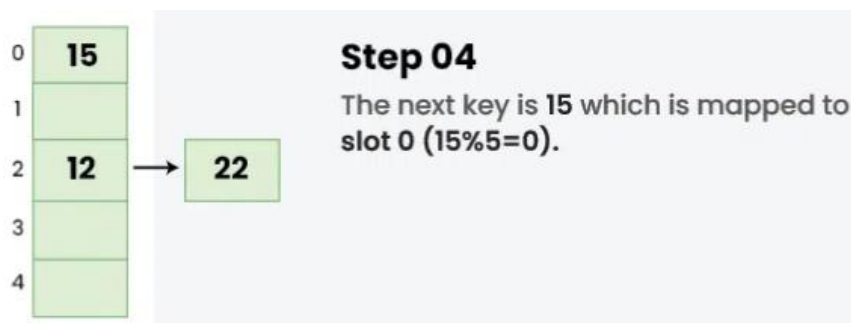 0
15
1
2
12
22
3
4
Step 04
The next key is 15 which is mapped to
slot 0 (15%5=0).